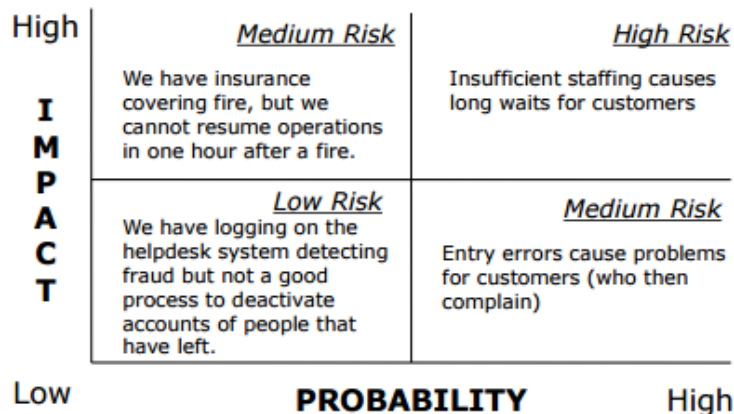 High
Medium Risk
We have insurance
covering fire, but we
cannot resume operations
in one hour after a fire.
High Risk
Insufficient staffing causes
long waits for customers
I
M
P
A
C
T
Low Risk
We have logging on the
helpdesk system detecting
fraud but not a good
process to deactivate
accounts of people that
have left.
Medium Risk
Entry errors cause problems
for customers (who then
complain)
Low
PROBABILITY
High